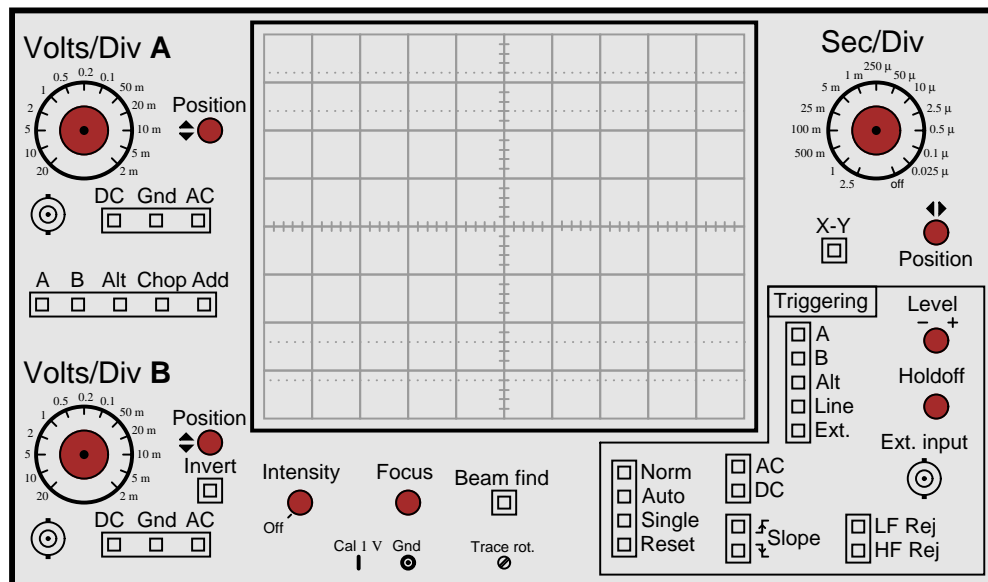 Volts/Div A
0.5 0.2 0.1
1 50 m
2 20 m
5 10 m
10 5 m
20 2 m
Position
DC Gnd AC
A B Alt Chop Add
Volts/Div B
0.5 0.2 0.1
1 50 m
2 20 m
5 10 m
10 5 m
20 2 m
Position
Invert
DC Gnd AC
Intensity
Off
Focus
Beam find
Cal 1 V Gnd
Trace rot.
Sec/Div
250 µ
1 m 50 µ
5 m 10 µ
25 m 2.5 µ
100 m 0.5 µ
500 m 0.1 µ
1 0.025 µ
2.5 off
X-Y
Position
Triggering
A
B
Alt
Line
Ext.
Level
− +
Holdoff
Ext. input
Norm
Auto
Single
Reset
AC
DC
Slope
LF Rej
HF Rej